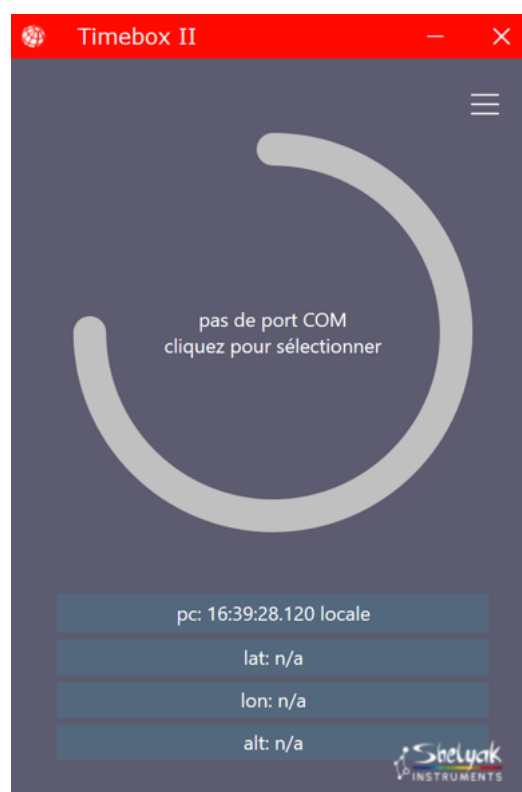 Timebox II
pas de port COM
cliquez pour sélectionner
pc: 16:39:28.120 locale
lat: n/a
lon: n/a
alt: n/a
Shelyak
INSTRUMENTS